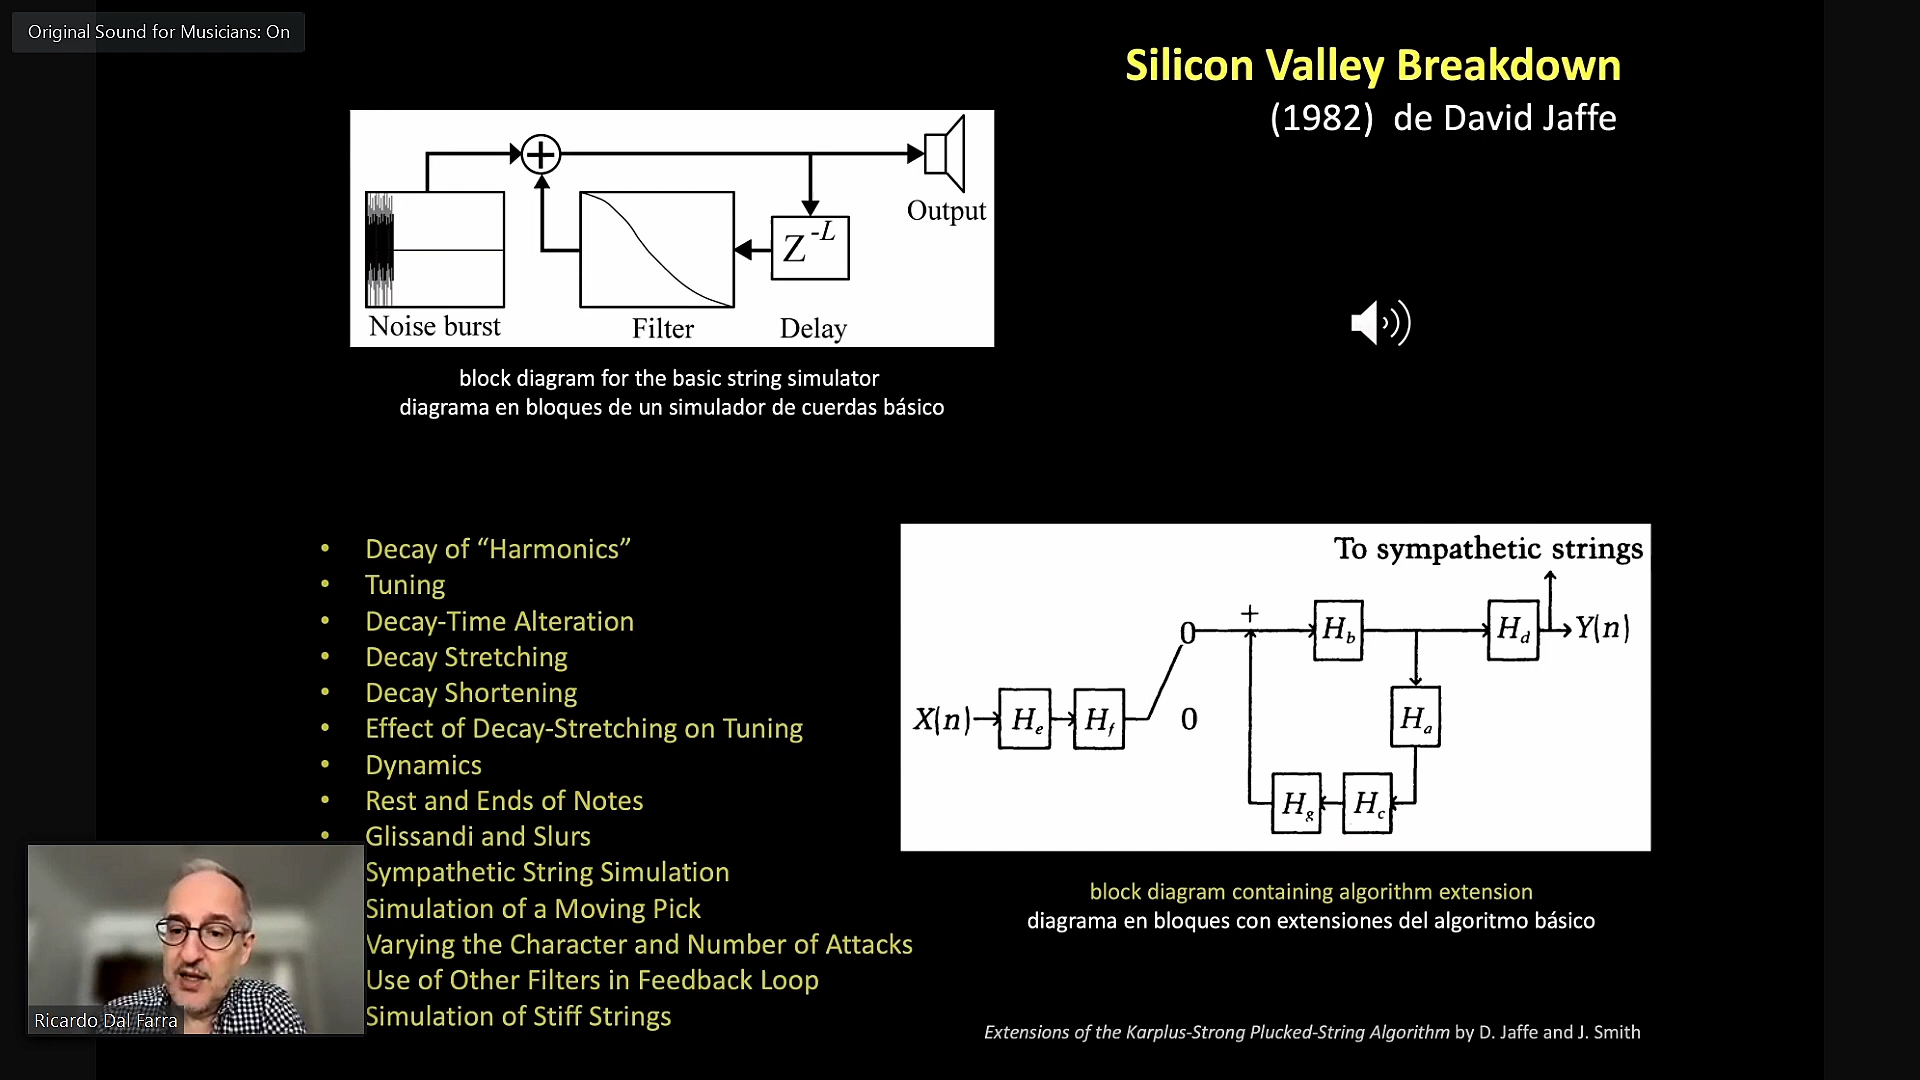 Original Sound for Musicians: On
Silicon Valley Breakdown
(1982) de David Jaffe
Output
Z-L
Noise burst
Filter
Delay
block diagram for the basic string simulator
diagrama en bloques de un simulador de cuerdas básico
• Decay of “Harmonics”
• Tuning
• Decay-Time Alteration
• Decay Stretching
• Decay Shortening
• Effect of Decay-Stretching on Tuning
• Dynamics
• Rest and Ends of Notes
• Glissandi and Slurs
Sympathetic String Simulation
Simulation of a Moving Pick
Varying the Character and Number of Attacks
Use of Other Filters in Feedback Loop
Simulation of Stiff Strings
Ricardo Dal Farra
To sympathetic strings
0 + Hb Hd Y(n)
X(n) He Hf 0 Ha
Hg Hc
block diagram containing algorithm extension
diagrama en bloques con extensiones del algoritmo básico
Extensions of the Karplus-Strong Plucked-String Algorithm by D. Jaffe and J. Smith